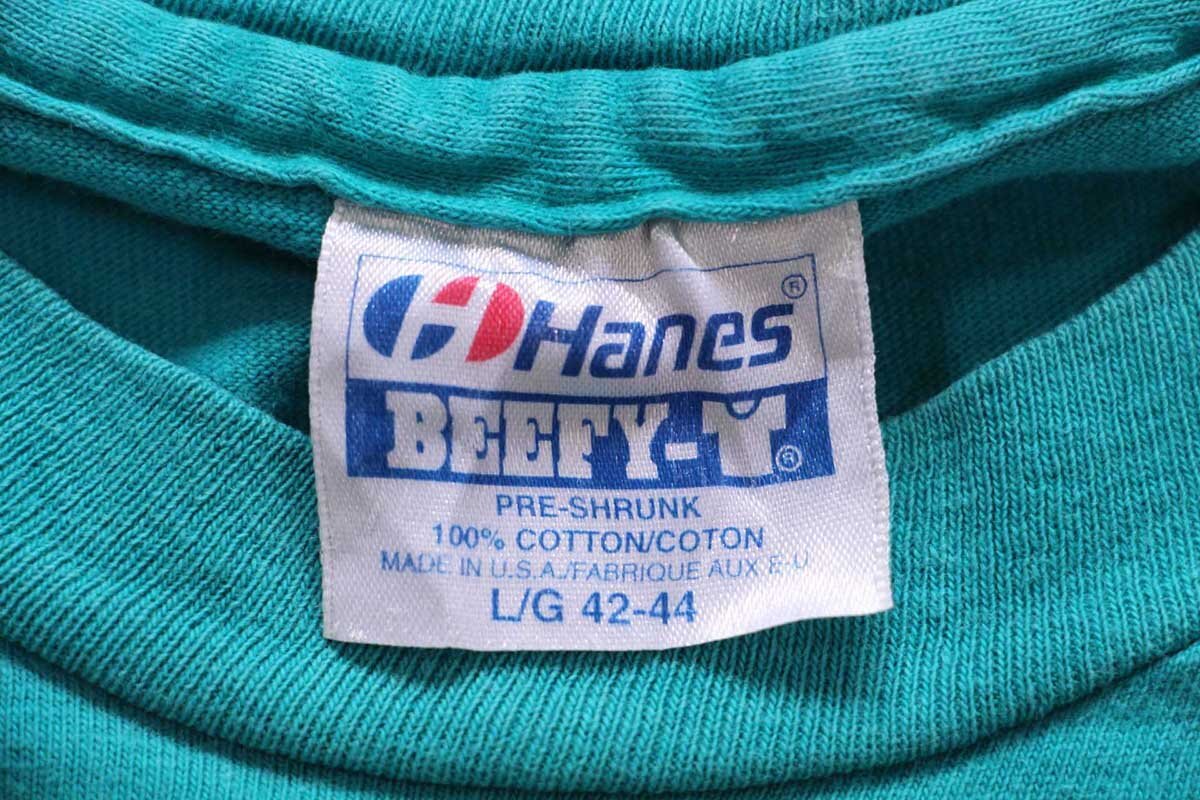 Hanes®
BEEFY-T®
PRE-SHRUNK
100% COTTON/COTON
MADE IN U.S.A./FABRIQUE AUX E-U
L/G 42-44